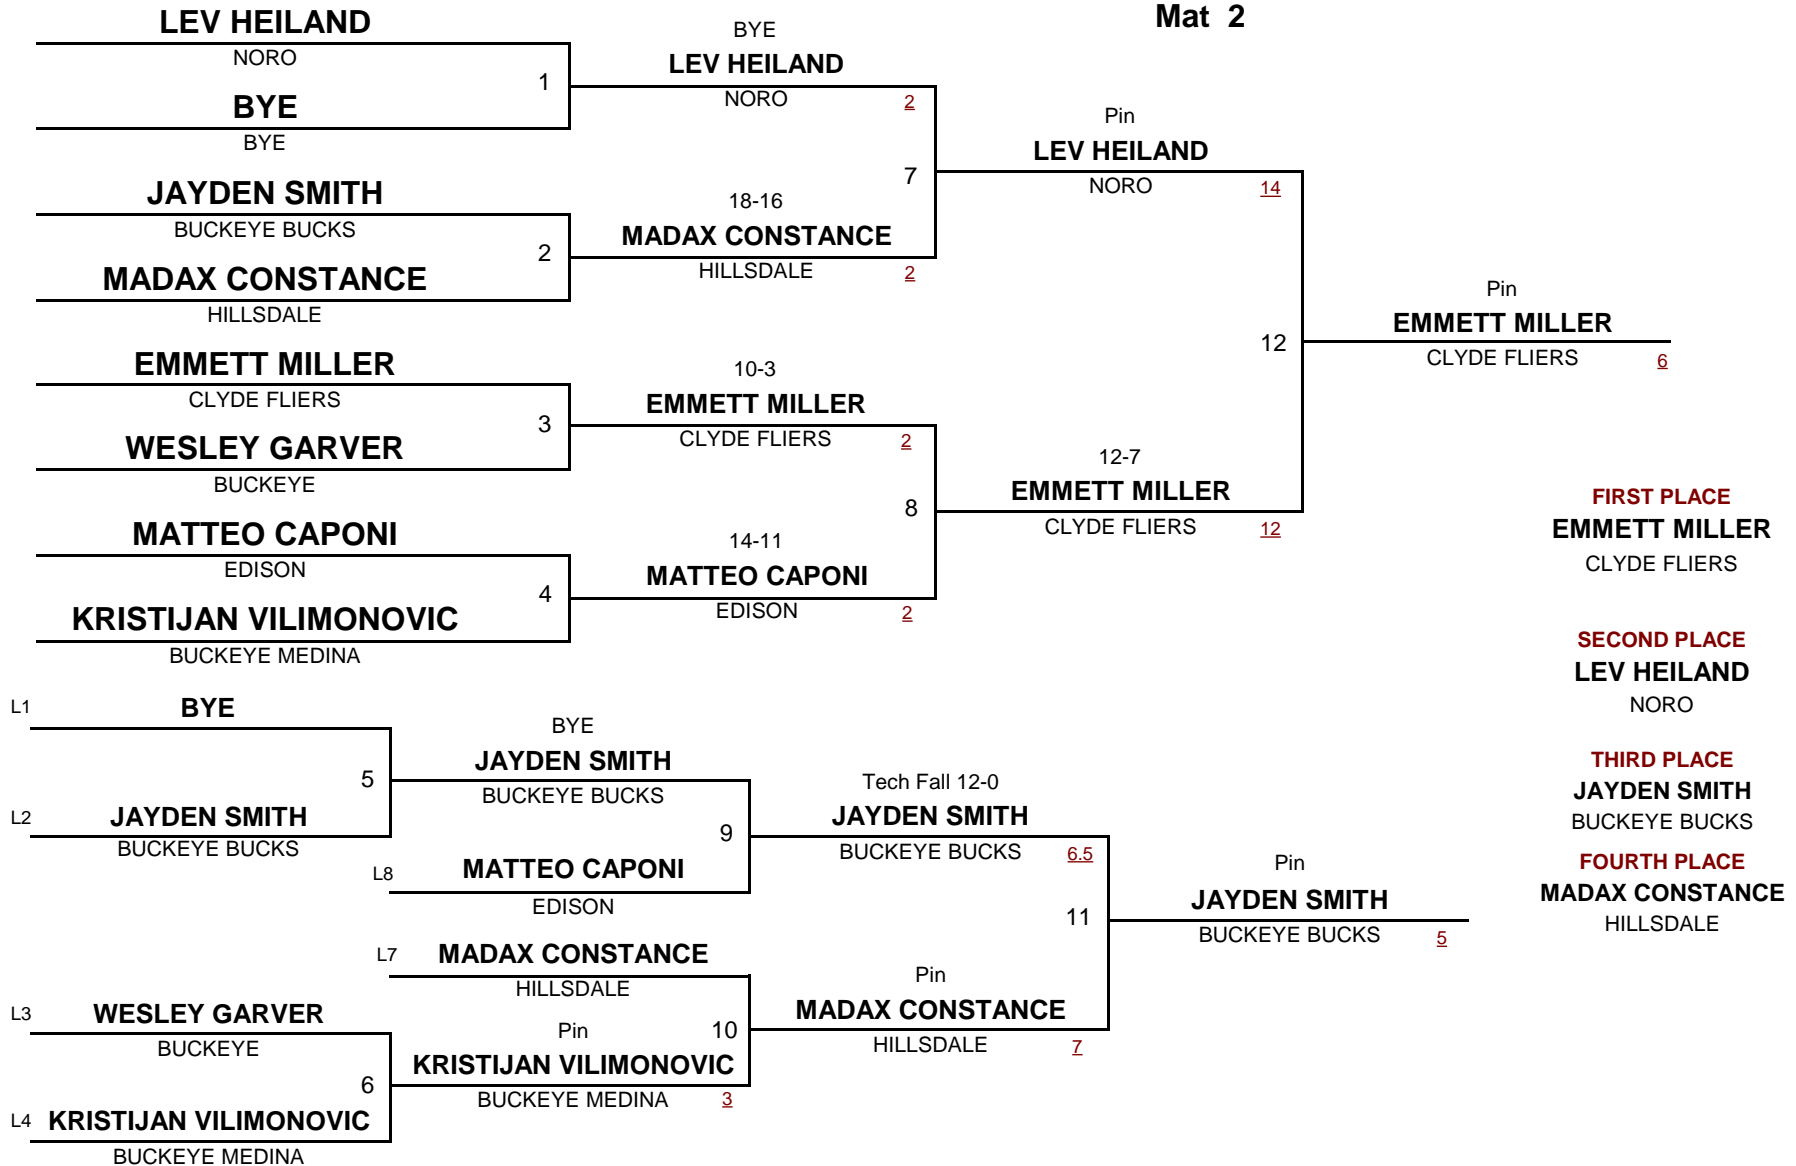 Mat 2
LEV HEILAND
NORO
1
BYE
BYE
JAYDEN SMITH
BUCKEYE BUCKS
2
MADAX CONSTANCE
HILLSDALE
EMMETT MILLER
CLYDE FLIERS
3
WESLEY GARVER
BUCKEYE
MATTEO CAPONI
EDISON
4
KRISTIJAN VILIMONOVIC
BUCKEYE MEDINA
BYE
LEV HEILAND
NORO 2
7
18-16
MADAX CONSTANCE
HILLSDALE 2
10-3
EMMETT MILLER
CLYDE FLIERS 2
8
14-11
MATTEO CAPONI
EDISON 2
Pin
LEV HEILAND
NORO 14
12
12-7
EMMETT MILLER
CLYDE FLIERS 12
Pin
EMMETT MILLER
CLYDE FLIERS 6
L1 BYE
5
L2 JAYDEN SMITH
BUCKEYE BUCKS
L3 WESLEY GARVER
BUCKEYE
6
L4 KRISTIJAN VILIMONOVIC
BUCKEYE MEDINA
BYE
JAYDEN SMITH
BUCKEYE BUCKS
9
L8 MATTEO CAPONI
EDISON
L7 MADAX CONSTANCE
HILLSDALE
Pin 10
KRISTIJAN VILIMONOVIC
BUCKEYE MEDINA 3
Tech Fall 12-0
JAYDEN SMITH
BUCKEYE BUCKS 6.5
11
Pin
MADAX CONSTANCE
HILLSDALE 7
Pin
JAYDEN SMITH
BUCKEYE BUCKS 5
FIRST PLACE
EMMETT MILLER
CLYDE FLIERS
SECOND PLACE
LEV HEILAND
NORO
THIRD PLACE
JAYDEN SMITH
BUCKEYE BUCKS
FOURTH PLACE
MADAX CONSTANCE
HILLSDALE